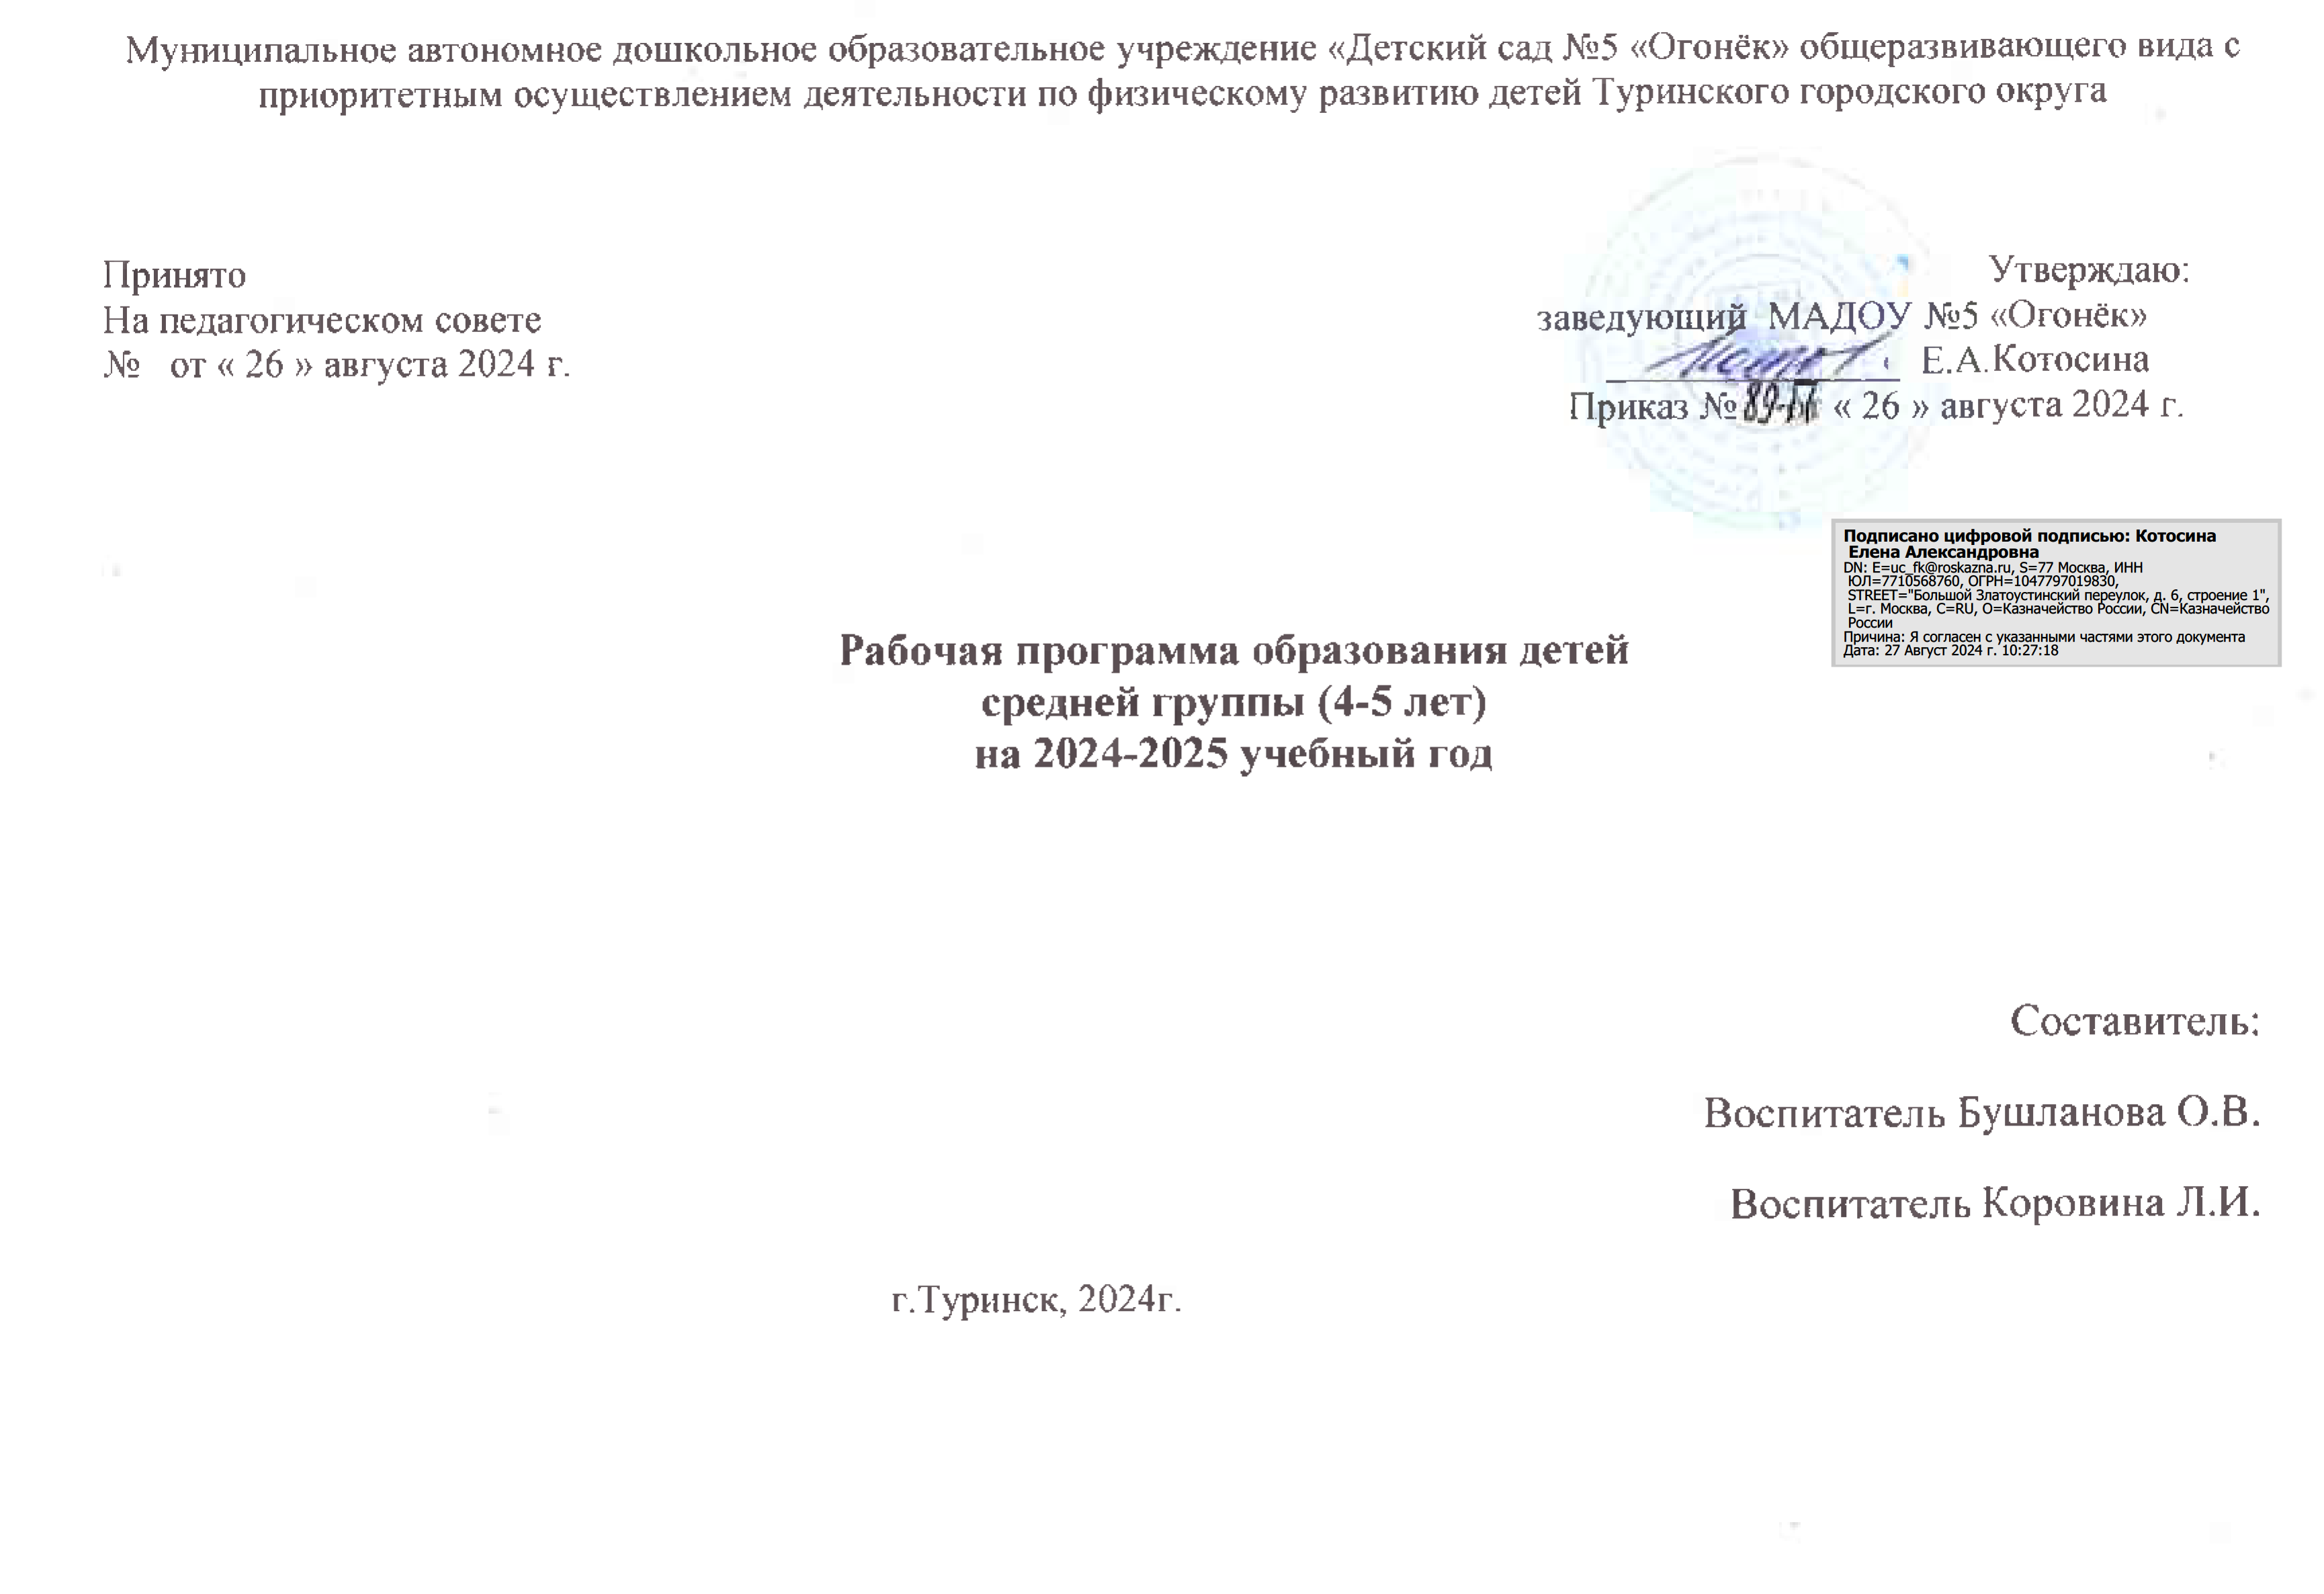 Муниципальное автономное дошкольное образовательное учреждение «Детский сад №5 «Огонёк» общеразвивающего вида с
приоритетным осуществлением деятельности по физическому развитию детей Туринского городского округа
Принято
На педагогическом совете
№ от « 26 » августа 2024 г.
Утверждаю:
заведующий МАДОУ №5 «Огонёк»
Е.А.Котосина
Приказ № 89-П « 26 » августа 2024 г.
Подписано цифровой подписью: Котосина
Елена Александровна
DN: E=uc_fk@roskazna.ru, S=77 Москва, ИНН
ЮЛ=7710568760, ОГРН=1047797019830,
STREET="Большой Златоустинский переулок, д. 6, строение 1",
L=г. Москва, C=RU, O=Казначейство России, CN=Казначейство
России
Причина: Я согласен с указанными частями этого документа
Дата: 27 Август 2024 г. 10:27:18
Рабочая программа образования детей
средней группы (4-5 лет)
на 2024-2025 учебный год
Составитель:
Воспитатель Бушланова О.В.
Воспитатель Коровина Л.И.
г.Туринск, 2024г.